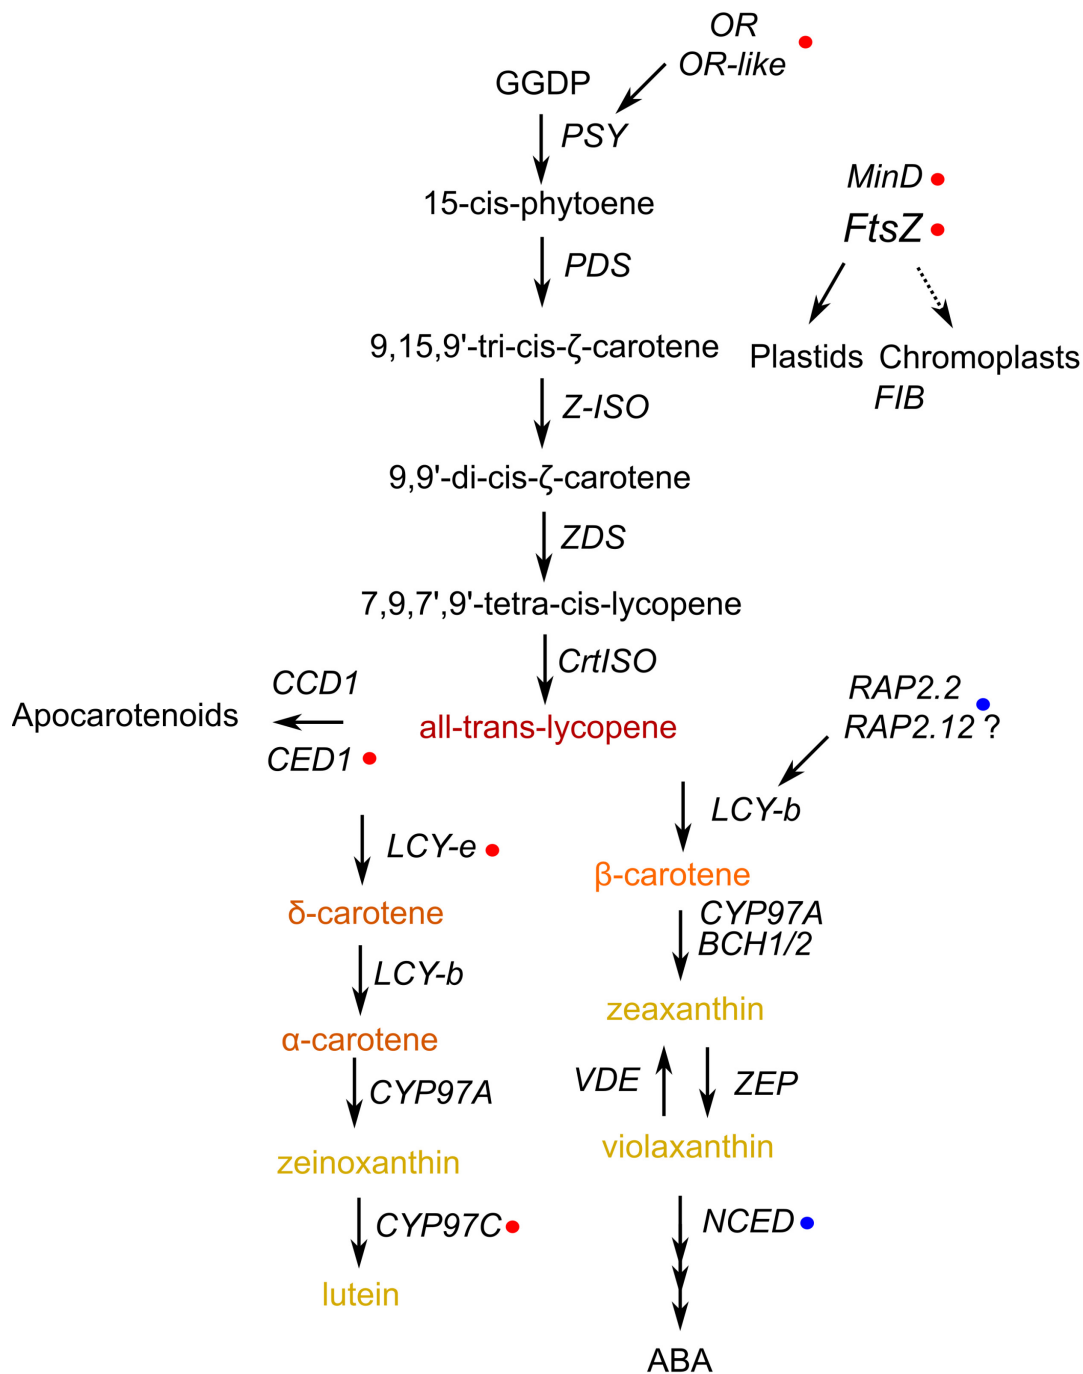 OR
OR-like
GGDP
PSY
15-cis-phytoene
MinD
FtsZ
PDS
9,15,9'-tri-cis-ζ-carotene
Plastids
Chromoplasts
FIB
Z-ISO
9,9'-di-cis-ζ-carotene
ZDS
7,9,7',9'-tetra-cis-lycopene
CrtISO
CCD1
Apocarotenoids
CED1
all-trans-lycopene
RAP2.2
RAP2.12 ?
LCY-b
LCY-e
β-carotene
δ-carotene
CYP97A
BCH1/2
LCY-b
zeaxanthin
α-carotene
CYP97A
VDE
ZEP
zeinoxanthin
violaxanthin
CYP97C
NCED
lutein
ABA